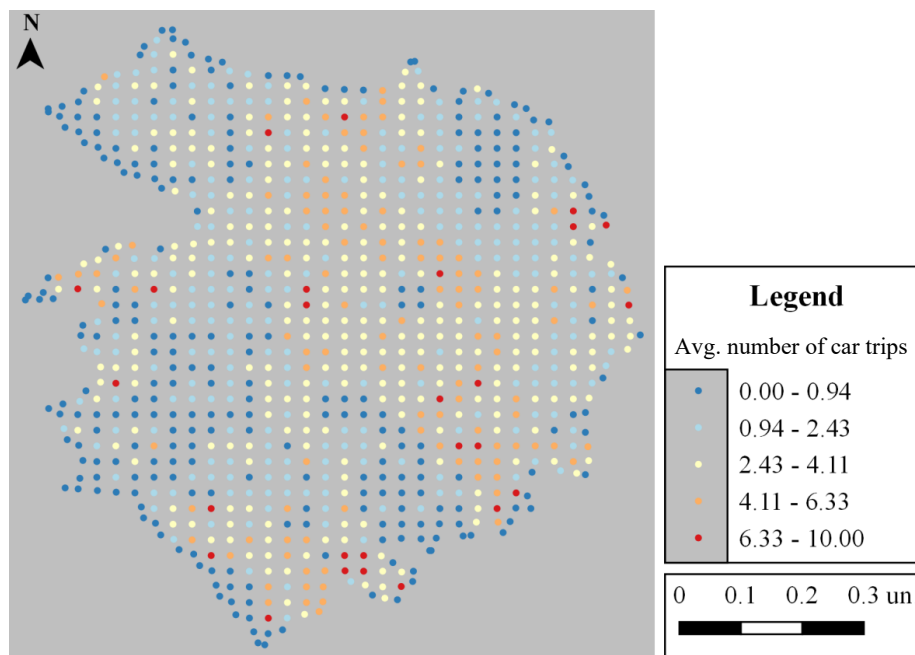 N
Legend
Avg. number of car trips
0.00 - 0.94
0.94 - 2.43
2.43 - 4.11
4.11 - 6.33
6.33 - 10.00
0 0.1 0.2 0.3 un